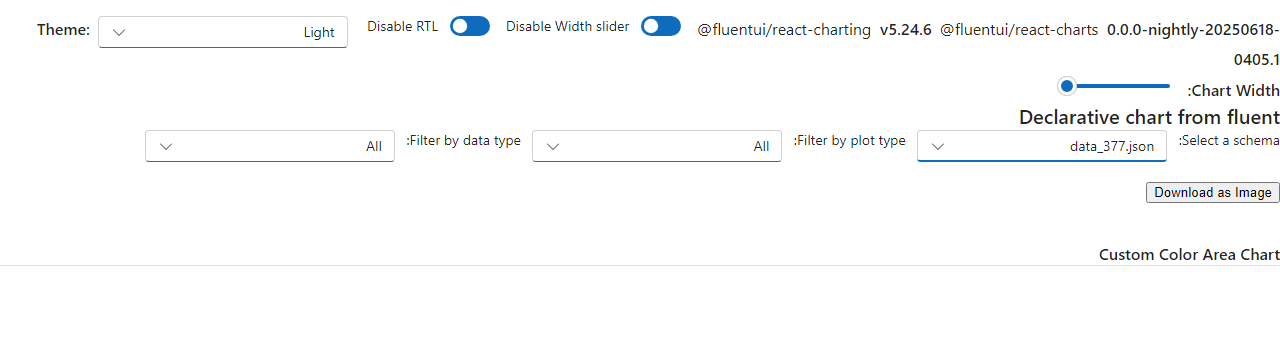 Theme: Light Disable RTL Disable Width slider @fluentui/react-charting v5.24.6 @fluentui/react-charts 0.0.0-nightly-20250618-
0405.1
:Chart Width
Declarative chart from fluent
:Select a schema data_377.json :Filter by plot type All :Filter by data type All
Download as Image
Custom Color Area Chart